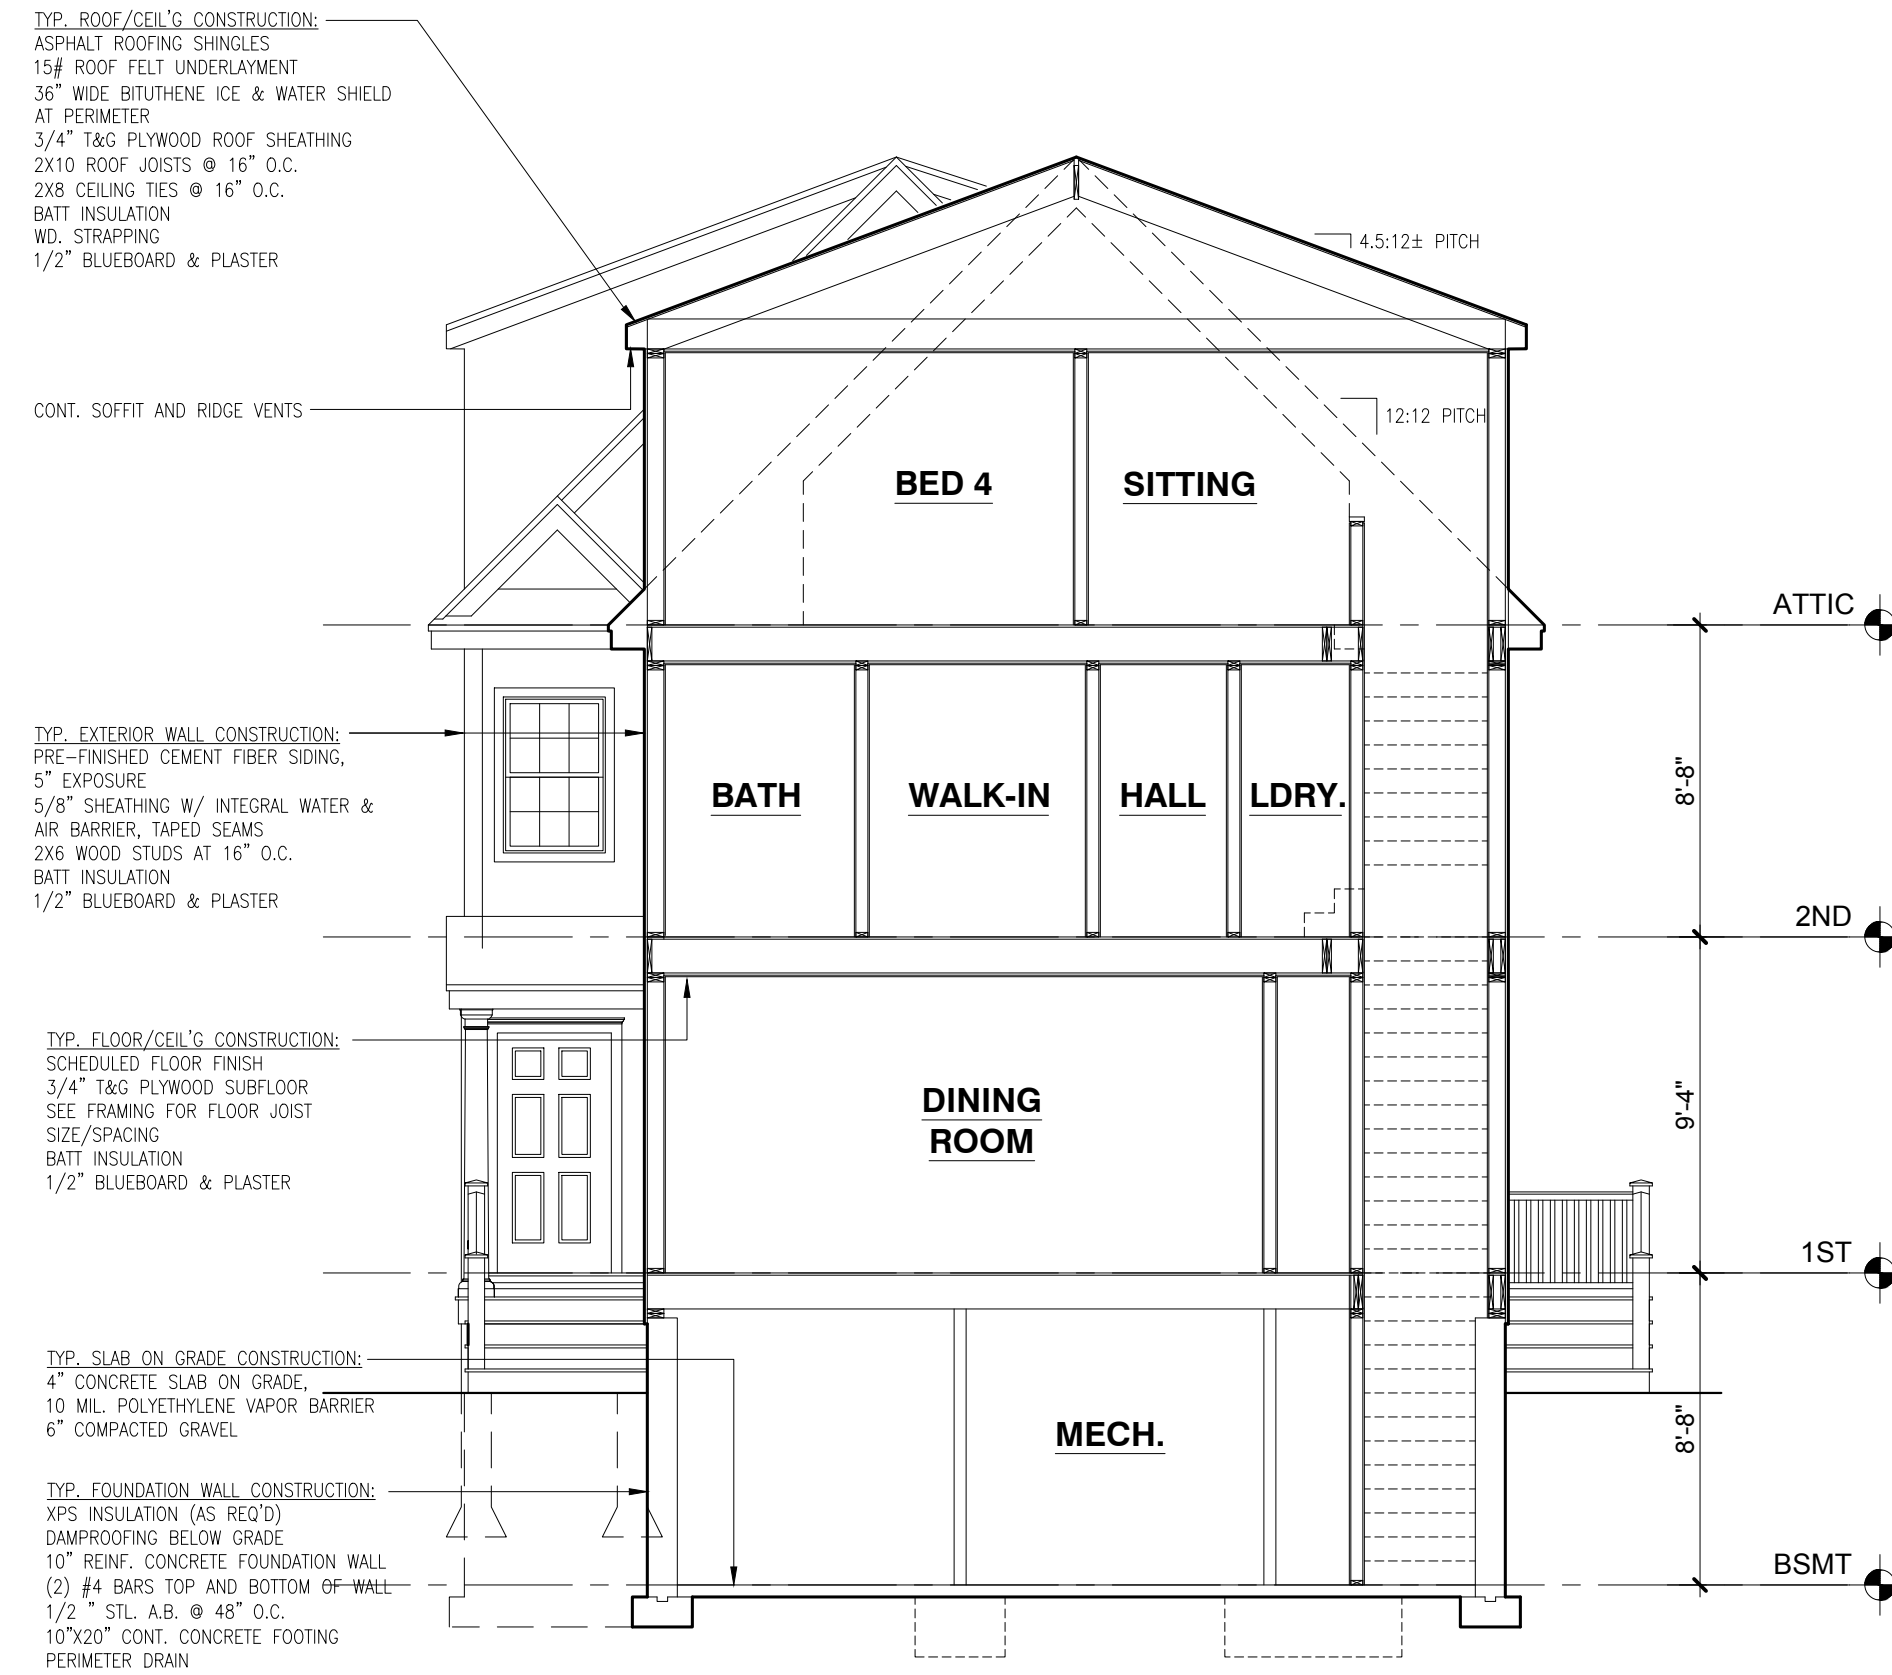 TYP. ROOF/CEIL'G CONSTRUCTION:
ASPHALT ROOFING SHINGLES
15# ROOF FELT UNDERLAYMENT
36" WIDE BITUTHENE ICE & WATER SHIELD
AT PERIMETER
3/4" T&G PLYWOOD ROOF SHEATHING
2X10 ROOF JOISTS @ 16" O.C.
2X8 CEILING TIES @ 16" O.C.
BATT INSULATION
WD. STRAPPING
1/2" BLUEBOARD & PLASTER
4.5:12± PITCH
CONT. SOFFIT AND RIDGE VENTS
12:12 PITCH
BED 4
SITTING
ATTIC
TYP. EXTERIOR WALL CONSTRUCTION:
PRE-FINISHED CEMENT FIBER SIDING,
5" EXPOSURE
5/8" SHEATHING W/ INTEGRAL WATER &
AIR BARRIER, TAPED SEAMS
2X6 WOOD STUDS AT 16" O.C.
BATT INSULATION
1/2" BLUEBOARD & PLASTER
BATH
WALK-IN
HALL
LDRY.
8'-8"
2ND
TYP. FLOOR/CEIL'G CONSTRUCTION:
SCHEDULED FLOOR FINISH
3/4" T&G PLYWOOD SUBFLOOR
SEE FRAMING FOR FLOOR JOIST
SIZE/SPACING
BATT INSULATION
1/2" BLUEBOARD & PLASTER
DINING
ROOM
9'-4"
1ST
TYP. SLAB ON GRADE CONSTRUCTION:
4" CONCRETE SLAB ON GRADE,
10 MIL. POLYETHYLENE VAPOR BARRIER
6" COMPACTED GRAVEL
MECH.
8'-8"
TYP. FOUNDATION WALL CONSTRUCTION:
XPS INSULATION (AS REQ'D)
DAMPROOFING BELOW GRADE
10" REINF. CONCRETE FOUNDATION WALL
(2) #4 BARS TOP AND BOTTOM OF WALL
1/2 " STL. A.B. @ 48" O.C.
10"X20" CONT. CONCRETE FOOTING
PERIMETER DRAIN
BSMT